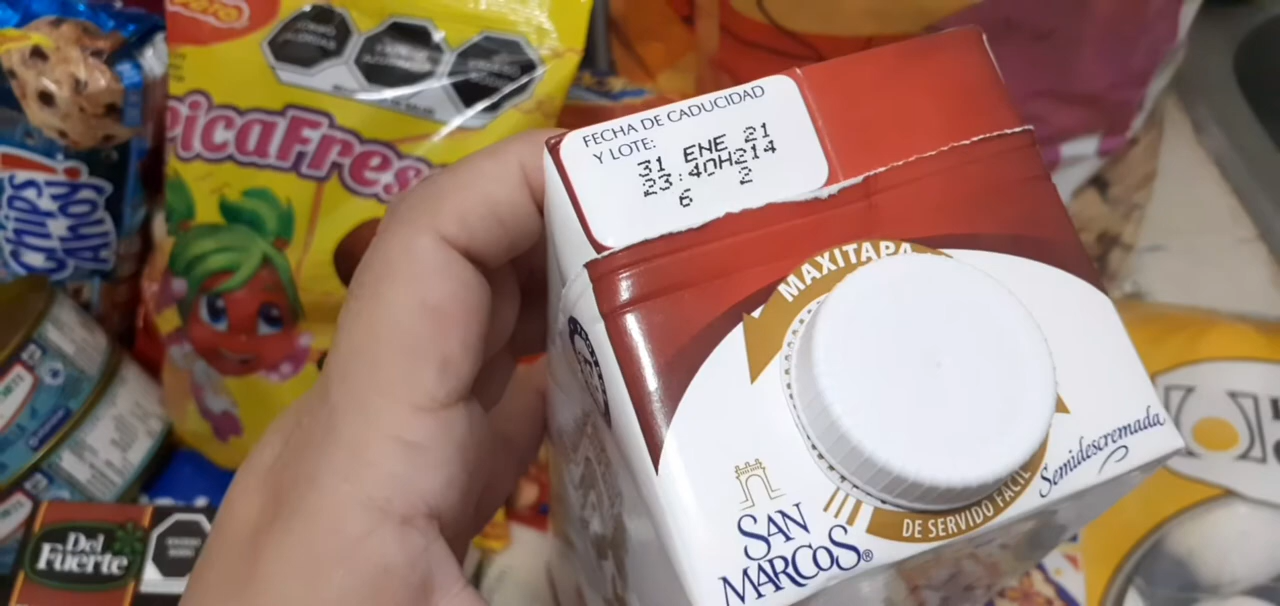 picaFres
Chips
Ahoy!
FECHA DE CADUCIDAD
Y LOTE:
31 ENE 21
23:40H214
6 2
MAXITAPA
DE SERVIDO FÁCIL
Semidescremada
SAN
MARCOS®
Del
Fuerte